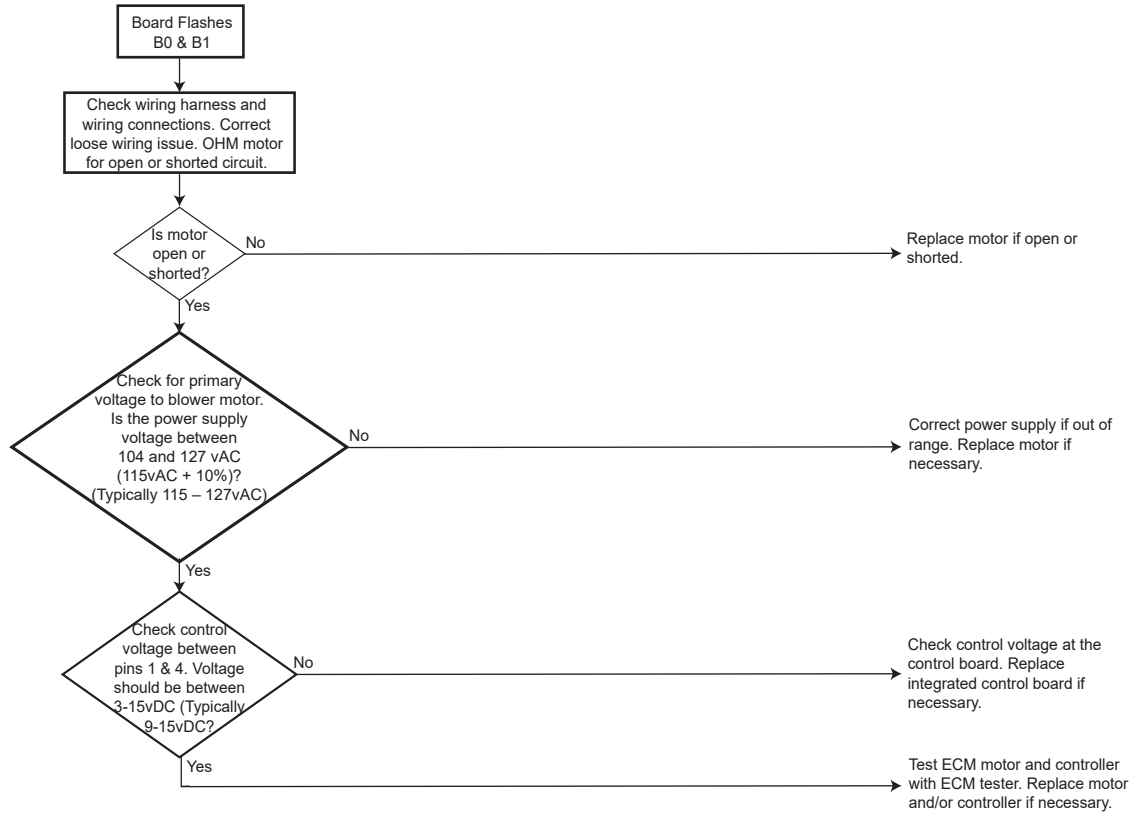 Board Flashes
B0 & B1
Check wiring harness and
wiring connections. Correct
loose wiring issue. OHM motor
for open or shorted circuit.
Is motor
open or
shorted?
No
Replace motor if open or
shorted.
Yes
Check for primary
voltage to blower motor.
Is the power supply
voltage between
104 and 127 vAC
(115vAC + 10%)?
(Typically 115 – 127vAC)
No
Correct power supply if out of
range. Replace motor if
necessary.
Yes
Check control
voltage between
pins 1 & 4. Voltage
should be between
3-15vDC (Typically
9-15vDC?
No
Check control voltage at the
control board. Replace
integrated control board if
necessary.
Yes
Test ECM motor and controller
with ECM tester. Replace motor
and/or controller if necessary.